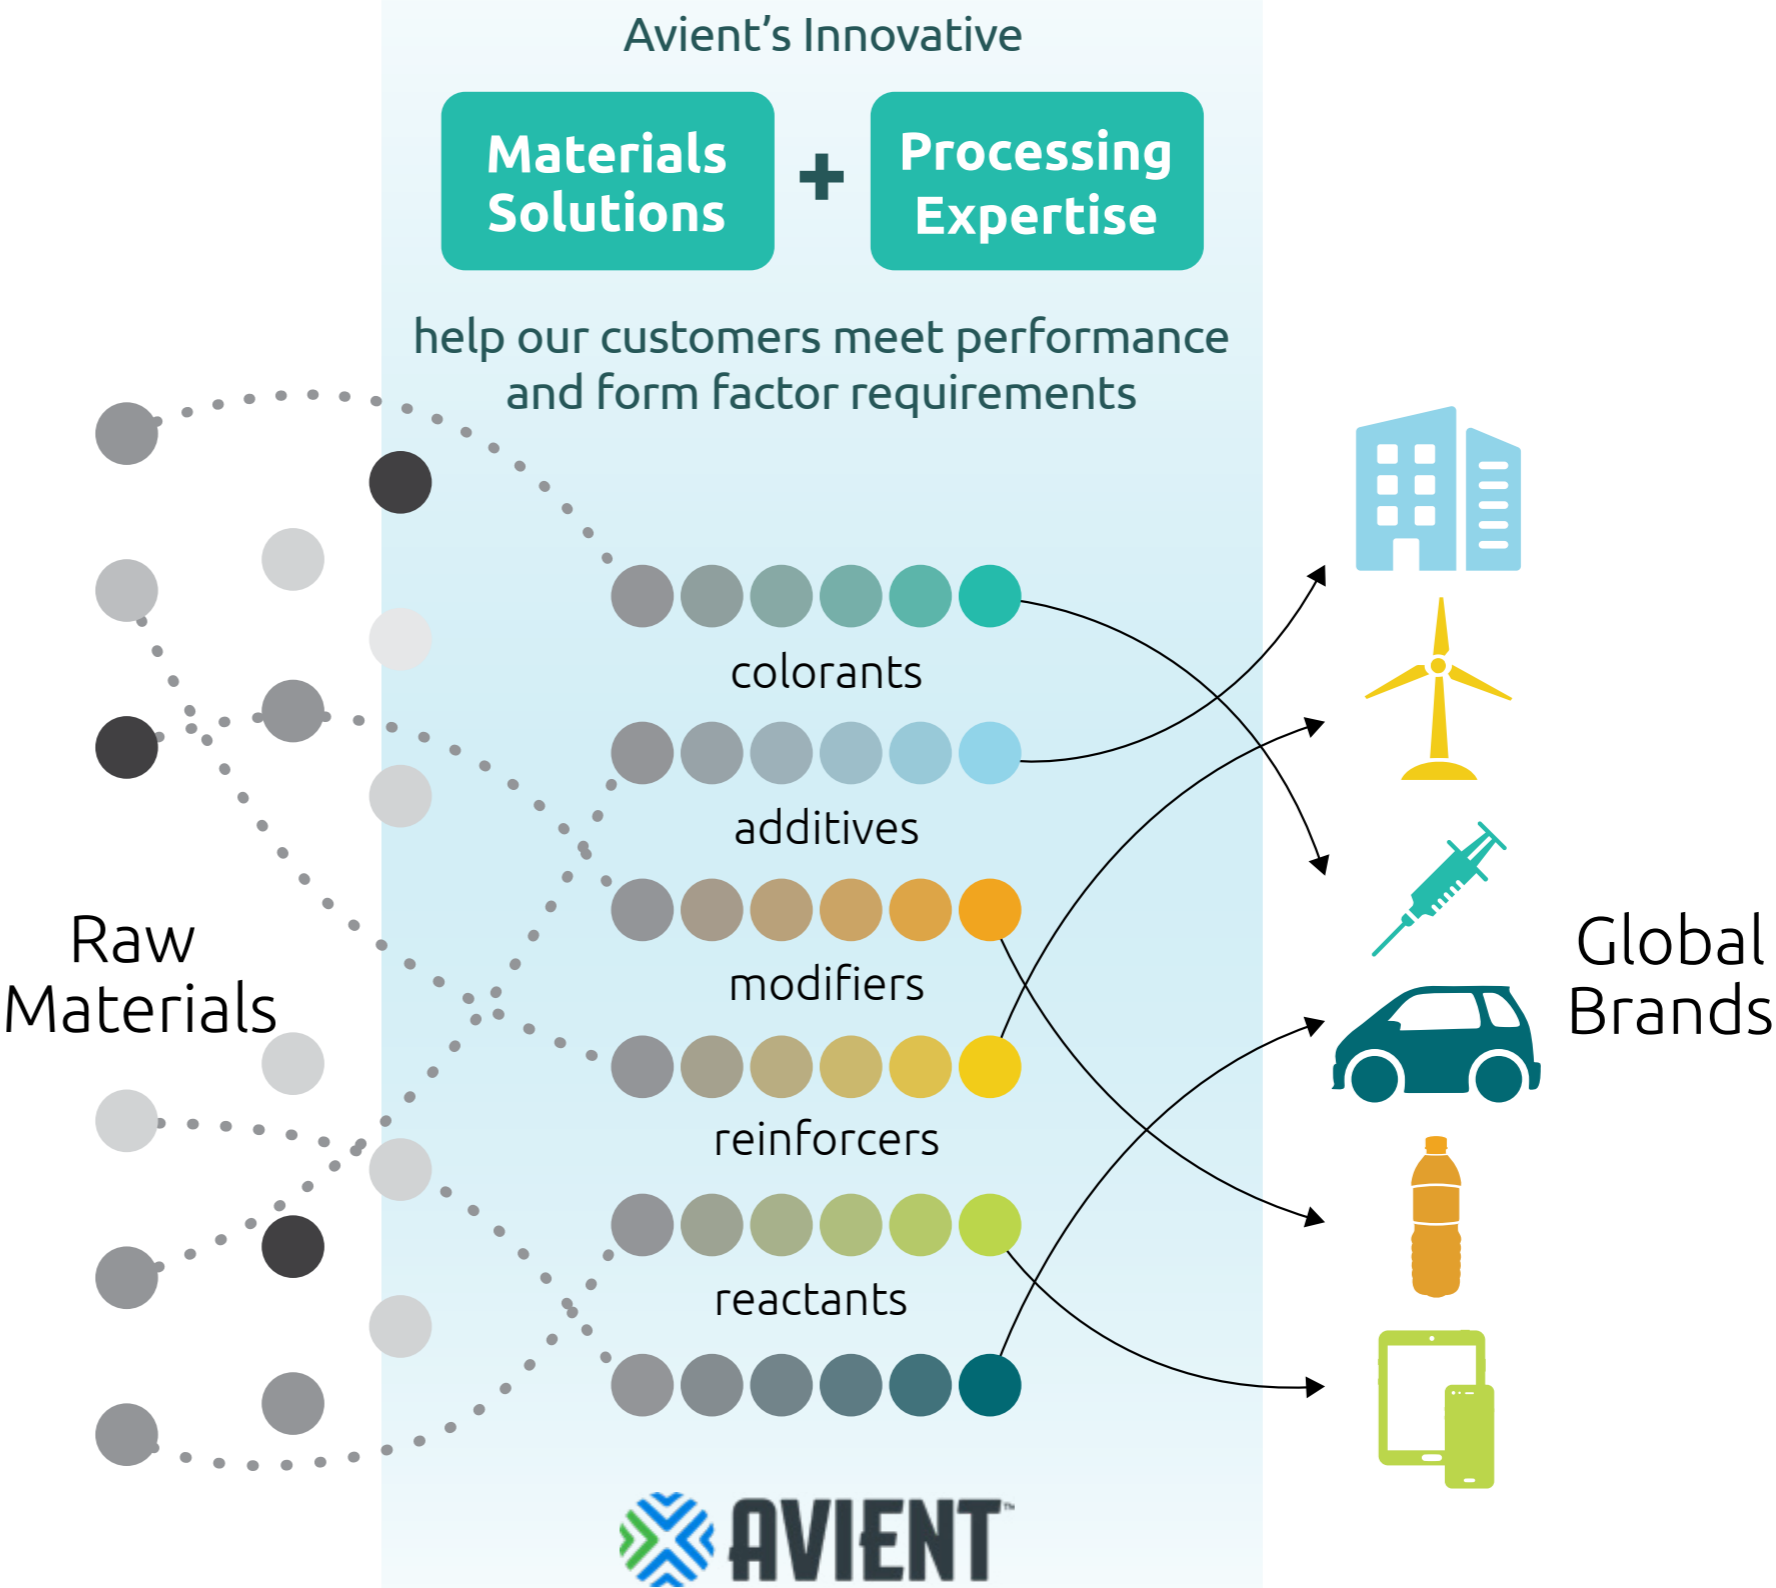 Avient’s Innovative
Materials
Solutions
+
Processing
Expertise
help our customers meet performance
and form factor requirements
Raw
Materials
colorants
additives
modifiers
reinforcers
reactants
Global
Brands
AVIENT™